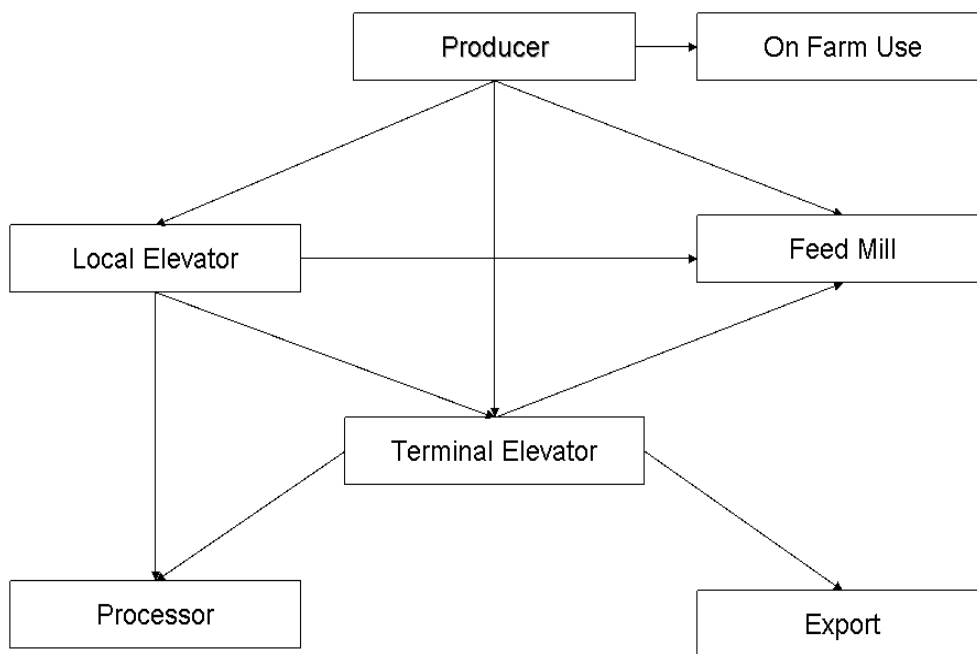 Producer
On Farm Use
Local Elevator
Feed Mill
Terminal Elevator
Processor
Export